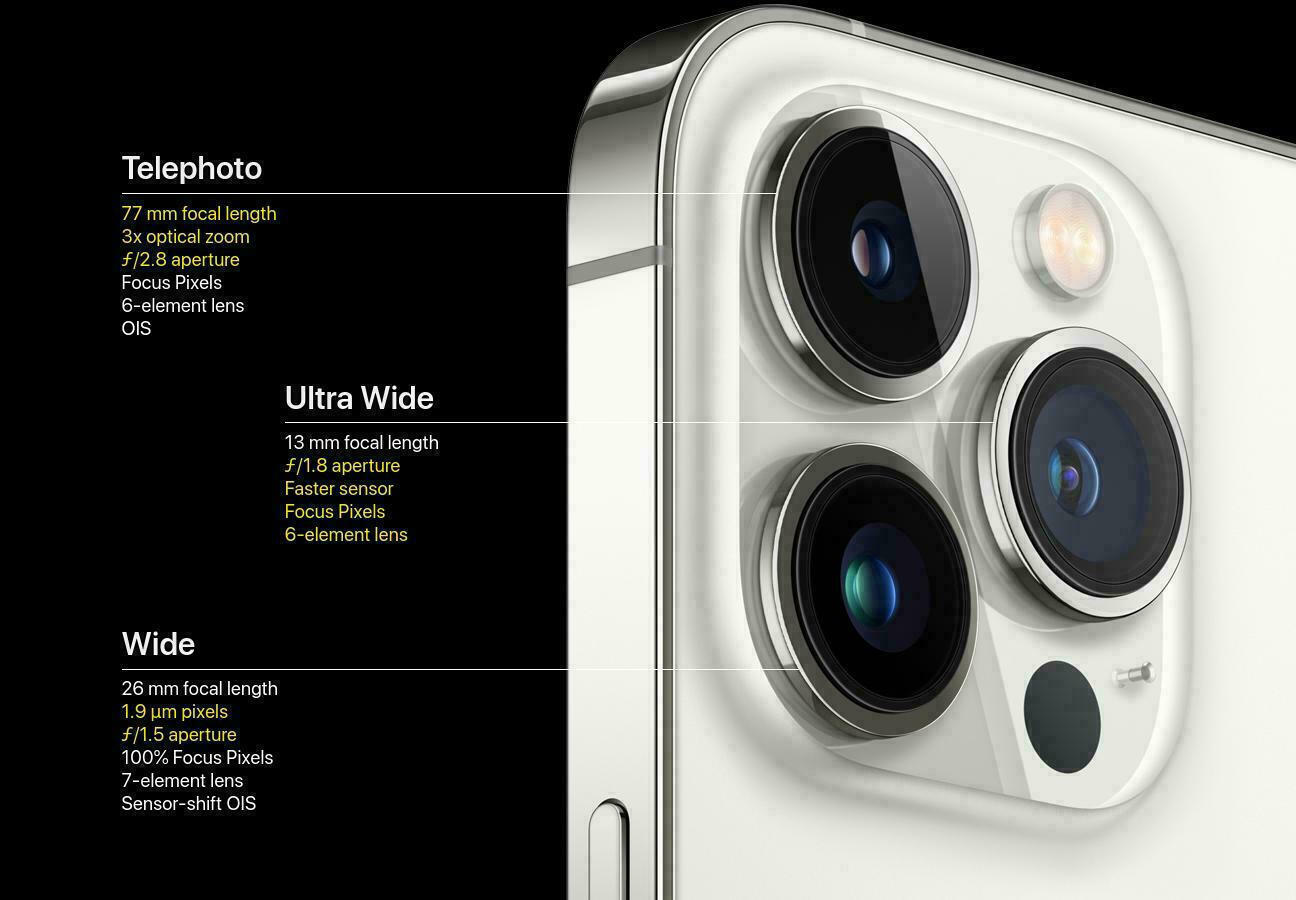 Telephoto
77 mm focal length
3x optical zoom
ƒ/2.8 aperture
Focus Pixels
6-element lens
OIS
Ultra Wide
13 mm focal length
ƒ/1.8 aperture
Faster sensor
Focus Pixels
6-element lens
Wide
26 mm focal length
1.9 µm pixels
ƒ/1.5 aperture
100% Focus Pixels
7-element lens
Sensor-shift OIS